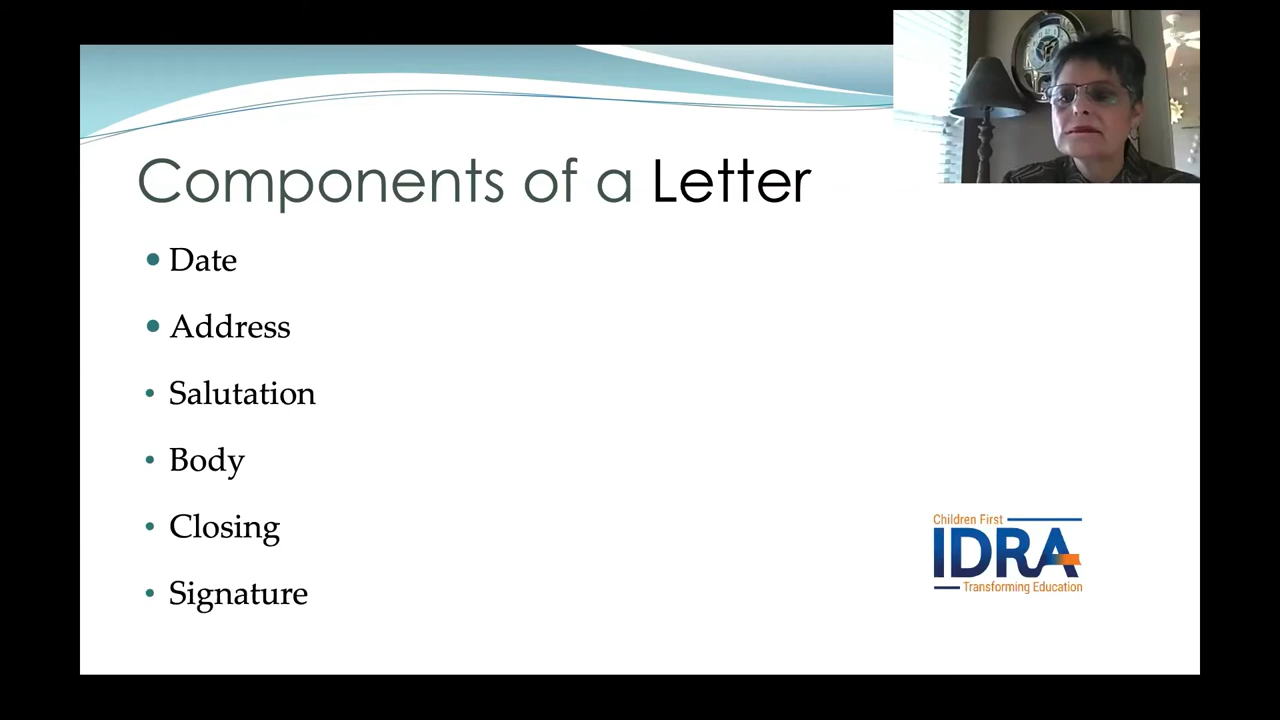 Components of a Letter
• Date
• Address
• Salutation
• Body
• Closing
• Signature
Children First
IDRA
Transforming Education